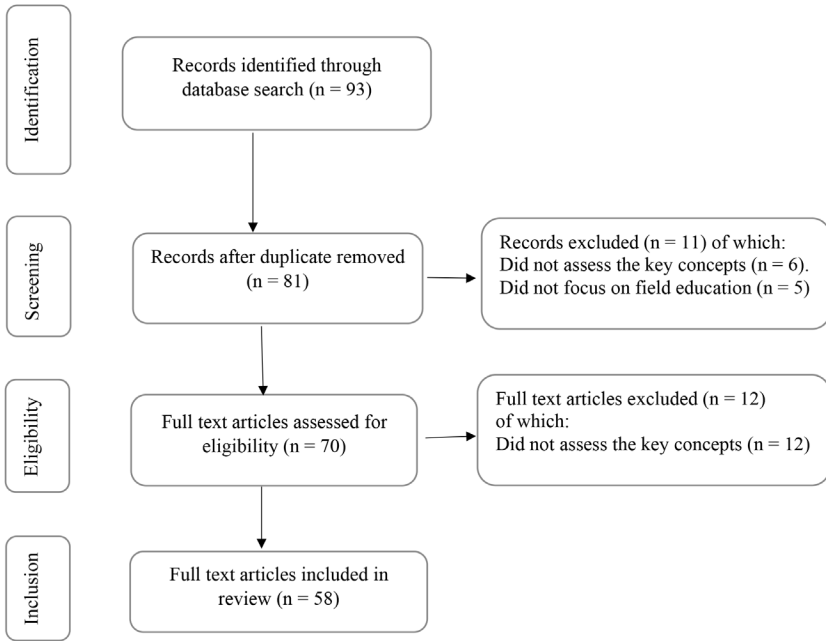 Identification
Records identified through
database search (n = 93)
Screening
Records after duplicate removed
(n = 81)
Records excluded (n = 11) of which:
Did not assess the key concepts (n = 6).
Did not focus on field education (n = 5)
Eligibility
Full text articles assessed for
eligibility (n = 70)
Full text articles excluded (n = 12)
of which:
Did not assess the key concepts (n = 12)
Inclusion
Full text articles included in
review (n = 58)